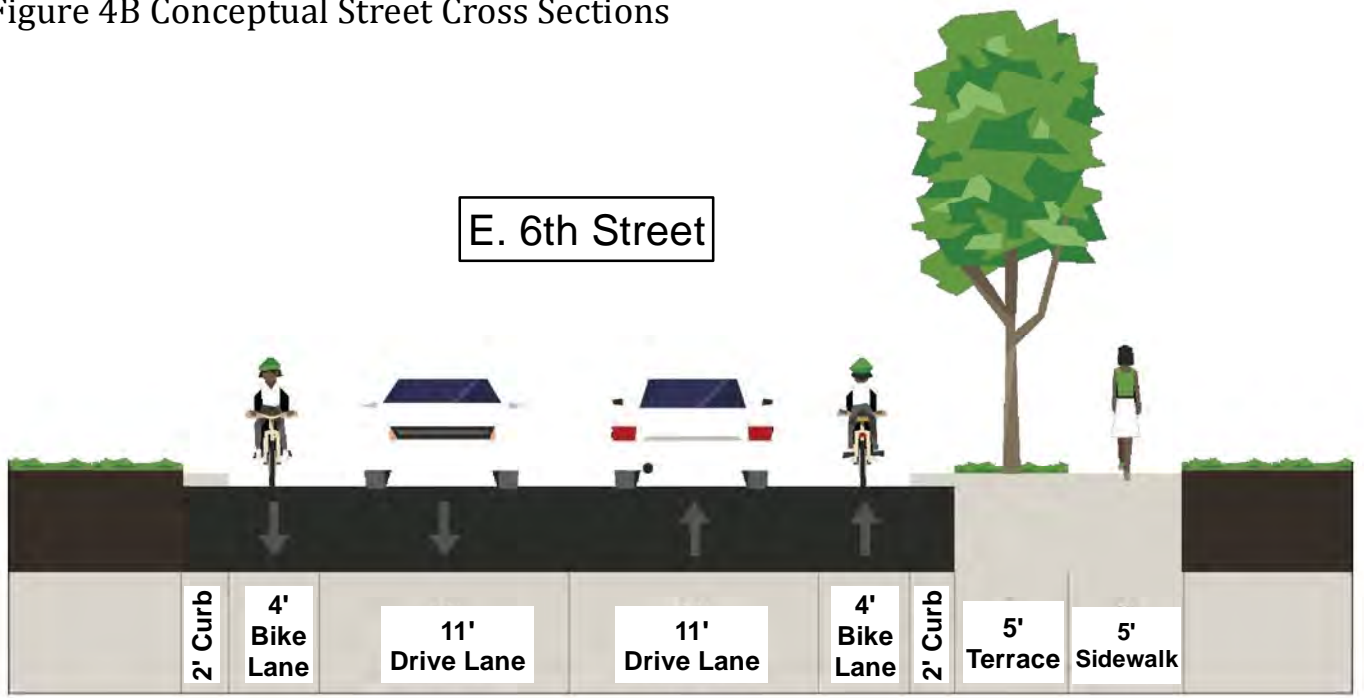 Figure 4B Conceptual Street Cross Sections
E. 6th Street
2' Curb
4'
Bike
Lane
11'
Drive Lane
11'
Drive Lane
4'
Bike
Lane
2' Curb
5'
Terrace
5'
Sidewalk